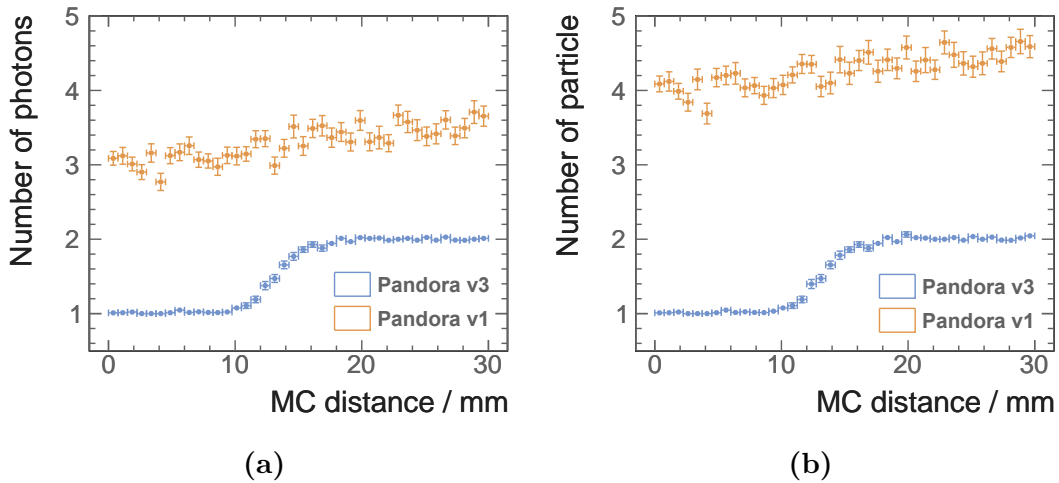 Number of photons
5
4
3
2
1
Pandora v3
Pandora v1
0 10 20 30
MC distance / mm
(a)
Number of particle
5
4
3
2
1
Pandora v3
Pandora v1
0 10 20 30
MC distance / mm
(b)